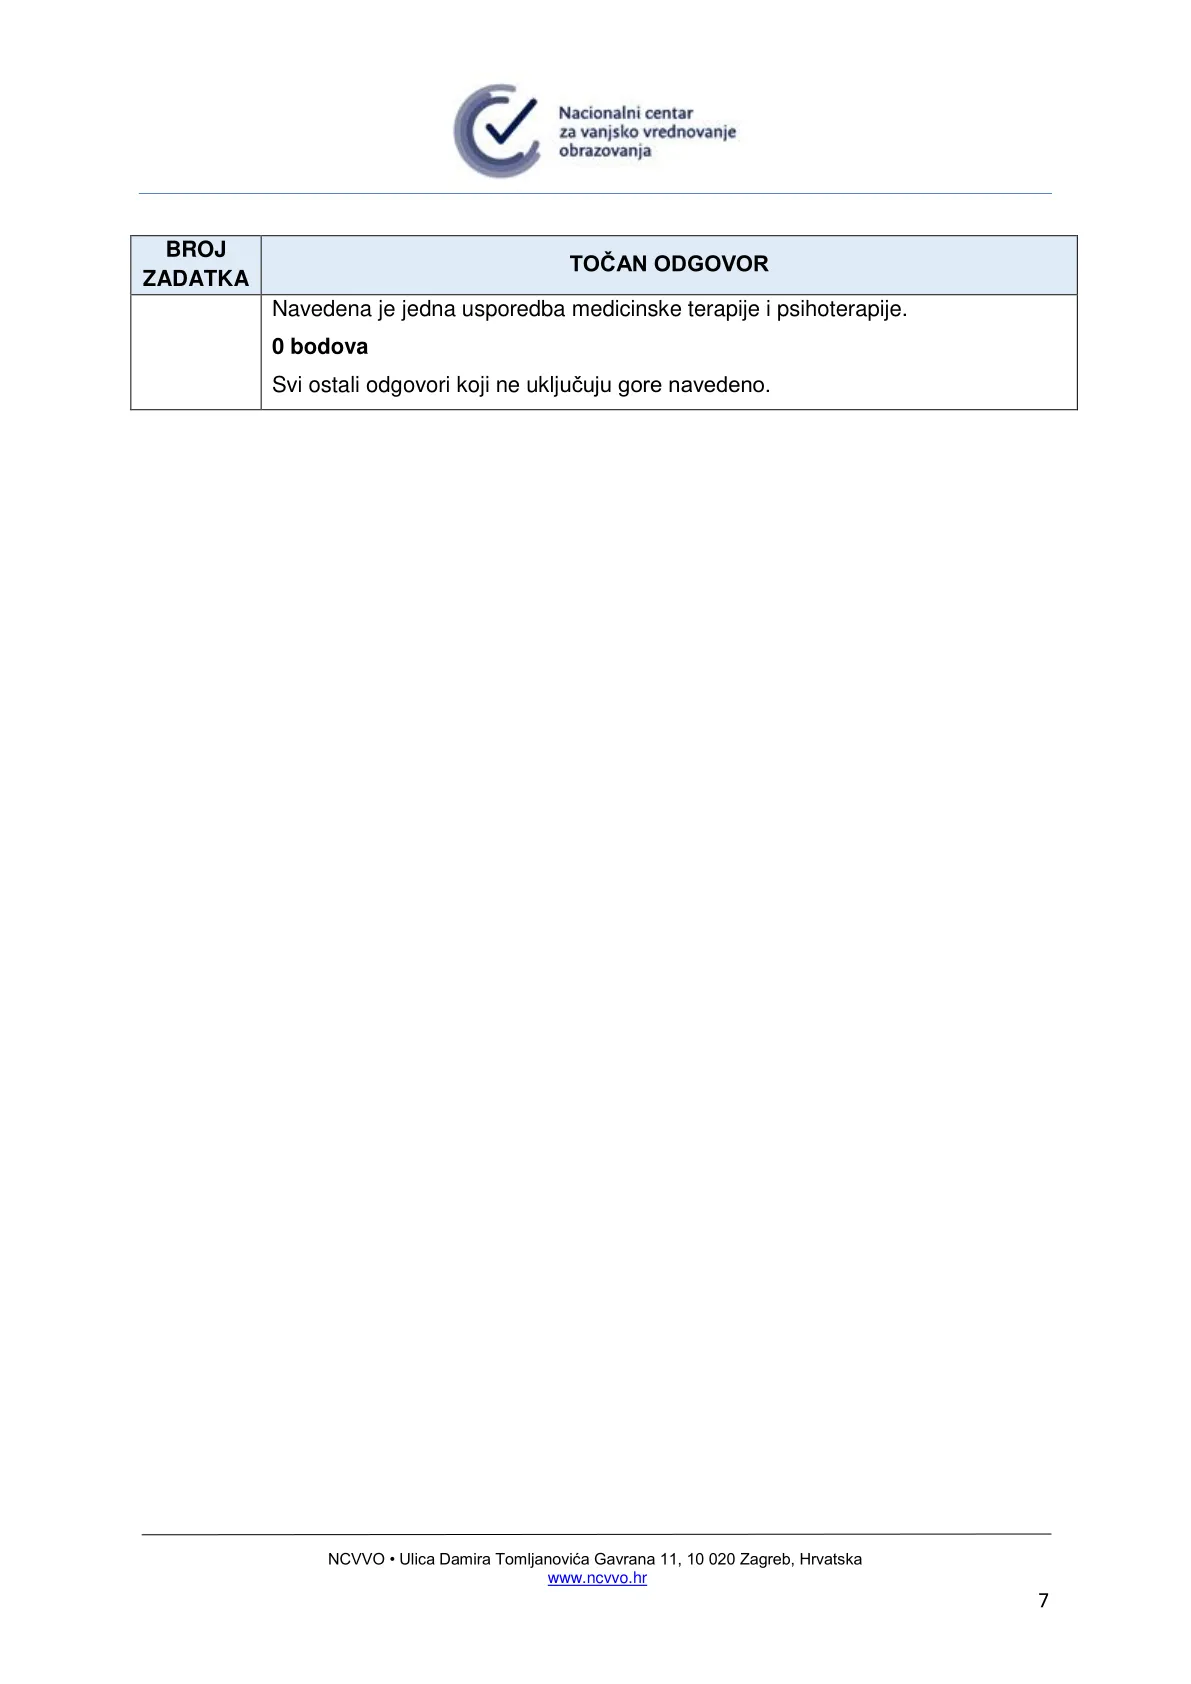 Nacionalni centar
za vanjsko vrednovanje
obrazovanja
BROJ
ZADATKA
TOČAN ODGOVOR
Navedena je jedna usporedba medicinske terapije i psihoterapije.
0 bodova
Svi ostali odgovori koji ne uključuju gore navedeno.
NCVVO • Ulica Damira Tomljanovića Gavrana 11, 10 020 Zagreb, Hrvatska
www.ncvvo.hr
7